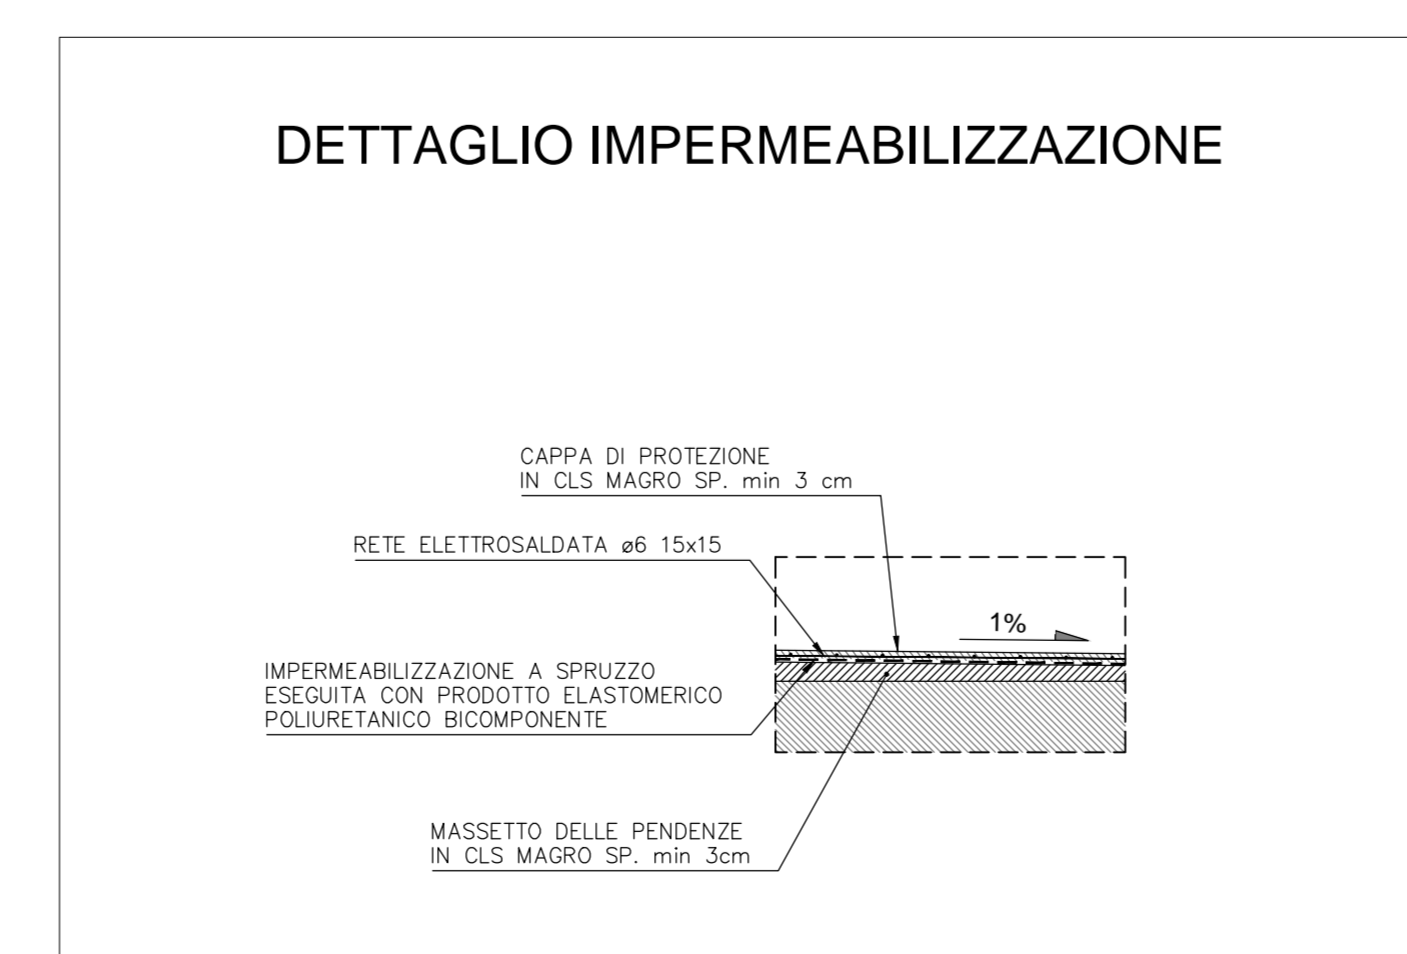 DETTAGLIO IMPERMEABILIZZAZIONE
CAPPA DI PROTEZIONE
IN CLS MAGRO SP. min 3 cm
RETE ELETTROSALDATA ø6 15x15
1%
IMPERMEABILIZZAZIONE A SPRUZZO
ESEGUITA CON PRODOTTO ELASTOMERICO
POLIURETANICO BICOMPONENTE
MASSETTO DELLE PENDENZE
IN CLS MAGRO SP. min 3cm